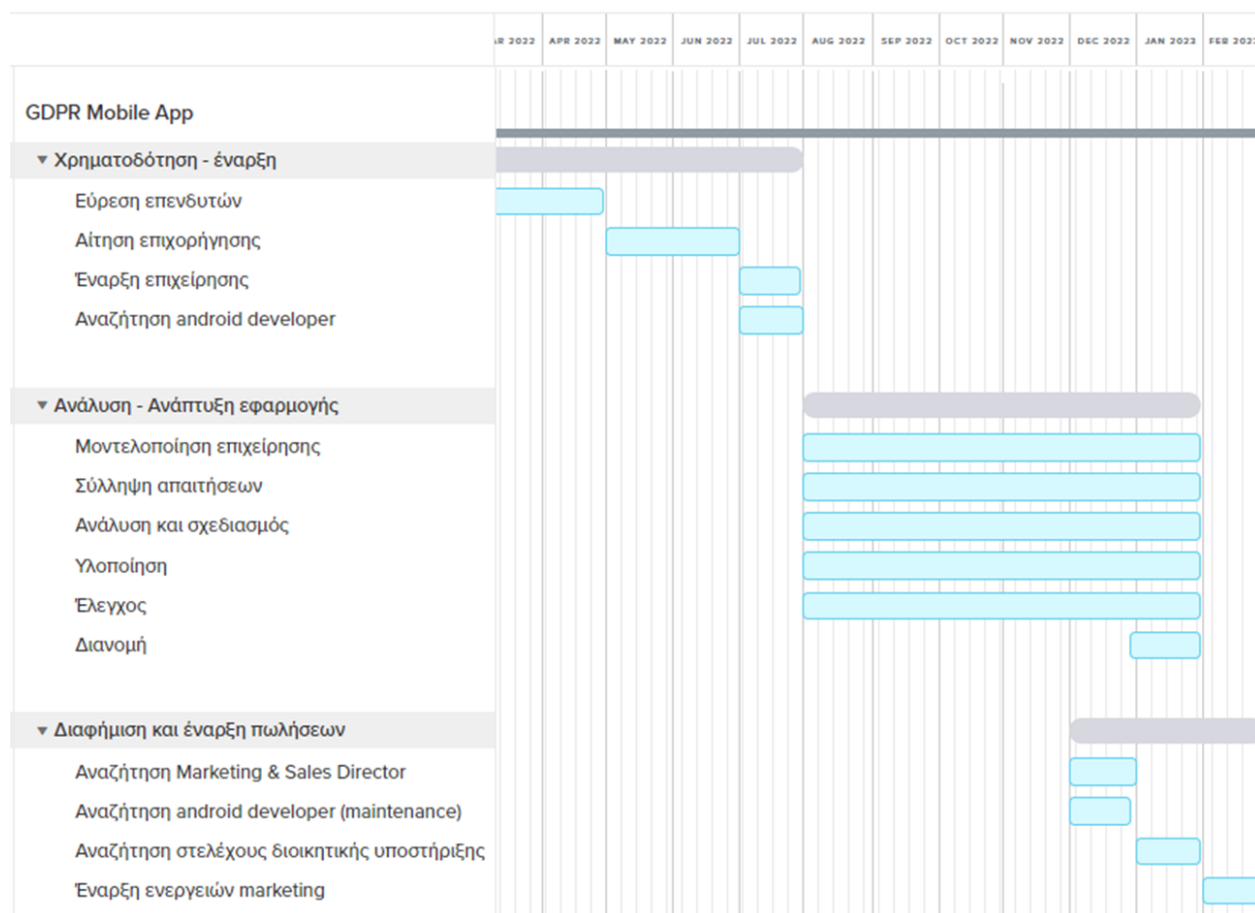 AR 2022 APR 2022 MAY 2022 JUN 2022 JUL 2022 AUG 2022 SEP 2022 OCT 2022 NOV 2022 DEC 2022 JAN 2023 FEB 202
GDPR Mobile App
Χρηματοδότηση - έναρξη
Εύρεση επενδυτών
Αίτηση επιχορήγησης
Έναρξη επιχείρησης
Αναζήτηση android developer
Ανάλυση - Ανάπτυξη εφαρμογής
Μοντελοποίηση επιχείρησης
Σύλληψη απαιτήσεων
Ανάλυση και σχεδιασμός
Υλοποίηση
Έλεγχος
Διανομή
Διαφήμιση και έναρξη πωλήσεων
Αναζήτηση Marketing & Sales Director
Αναζήτηση android developer (maintenance)
Αναζήτηση στελέχους διοικητικής υποστήριξης
Έναρξη ενεργειών marketing